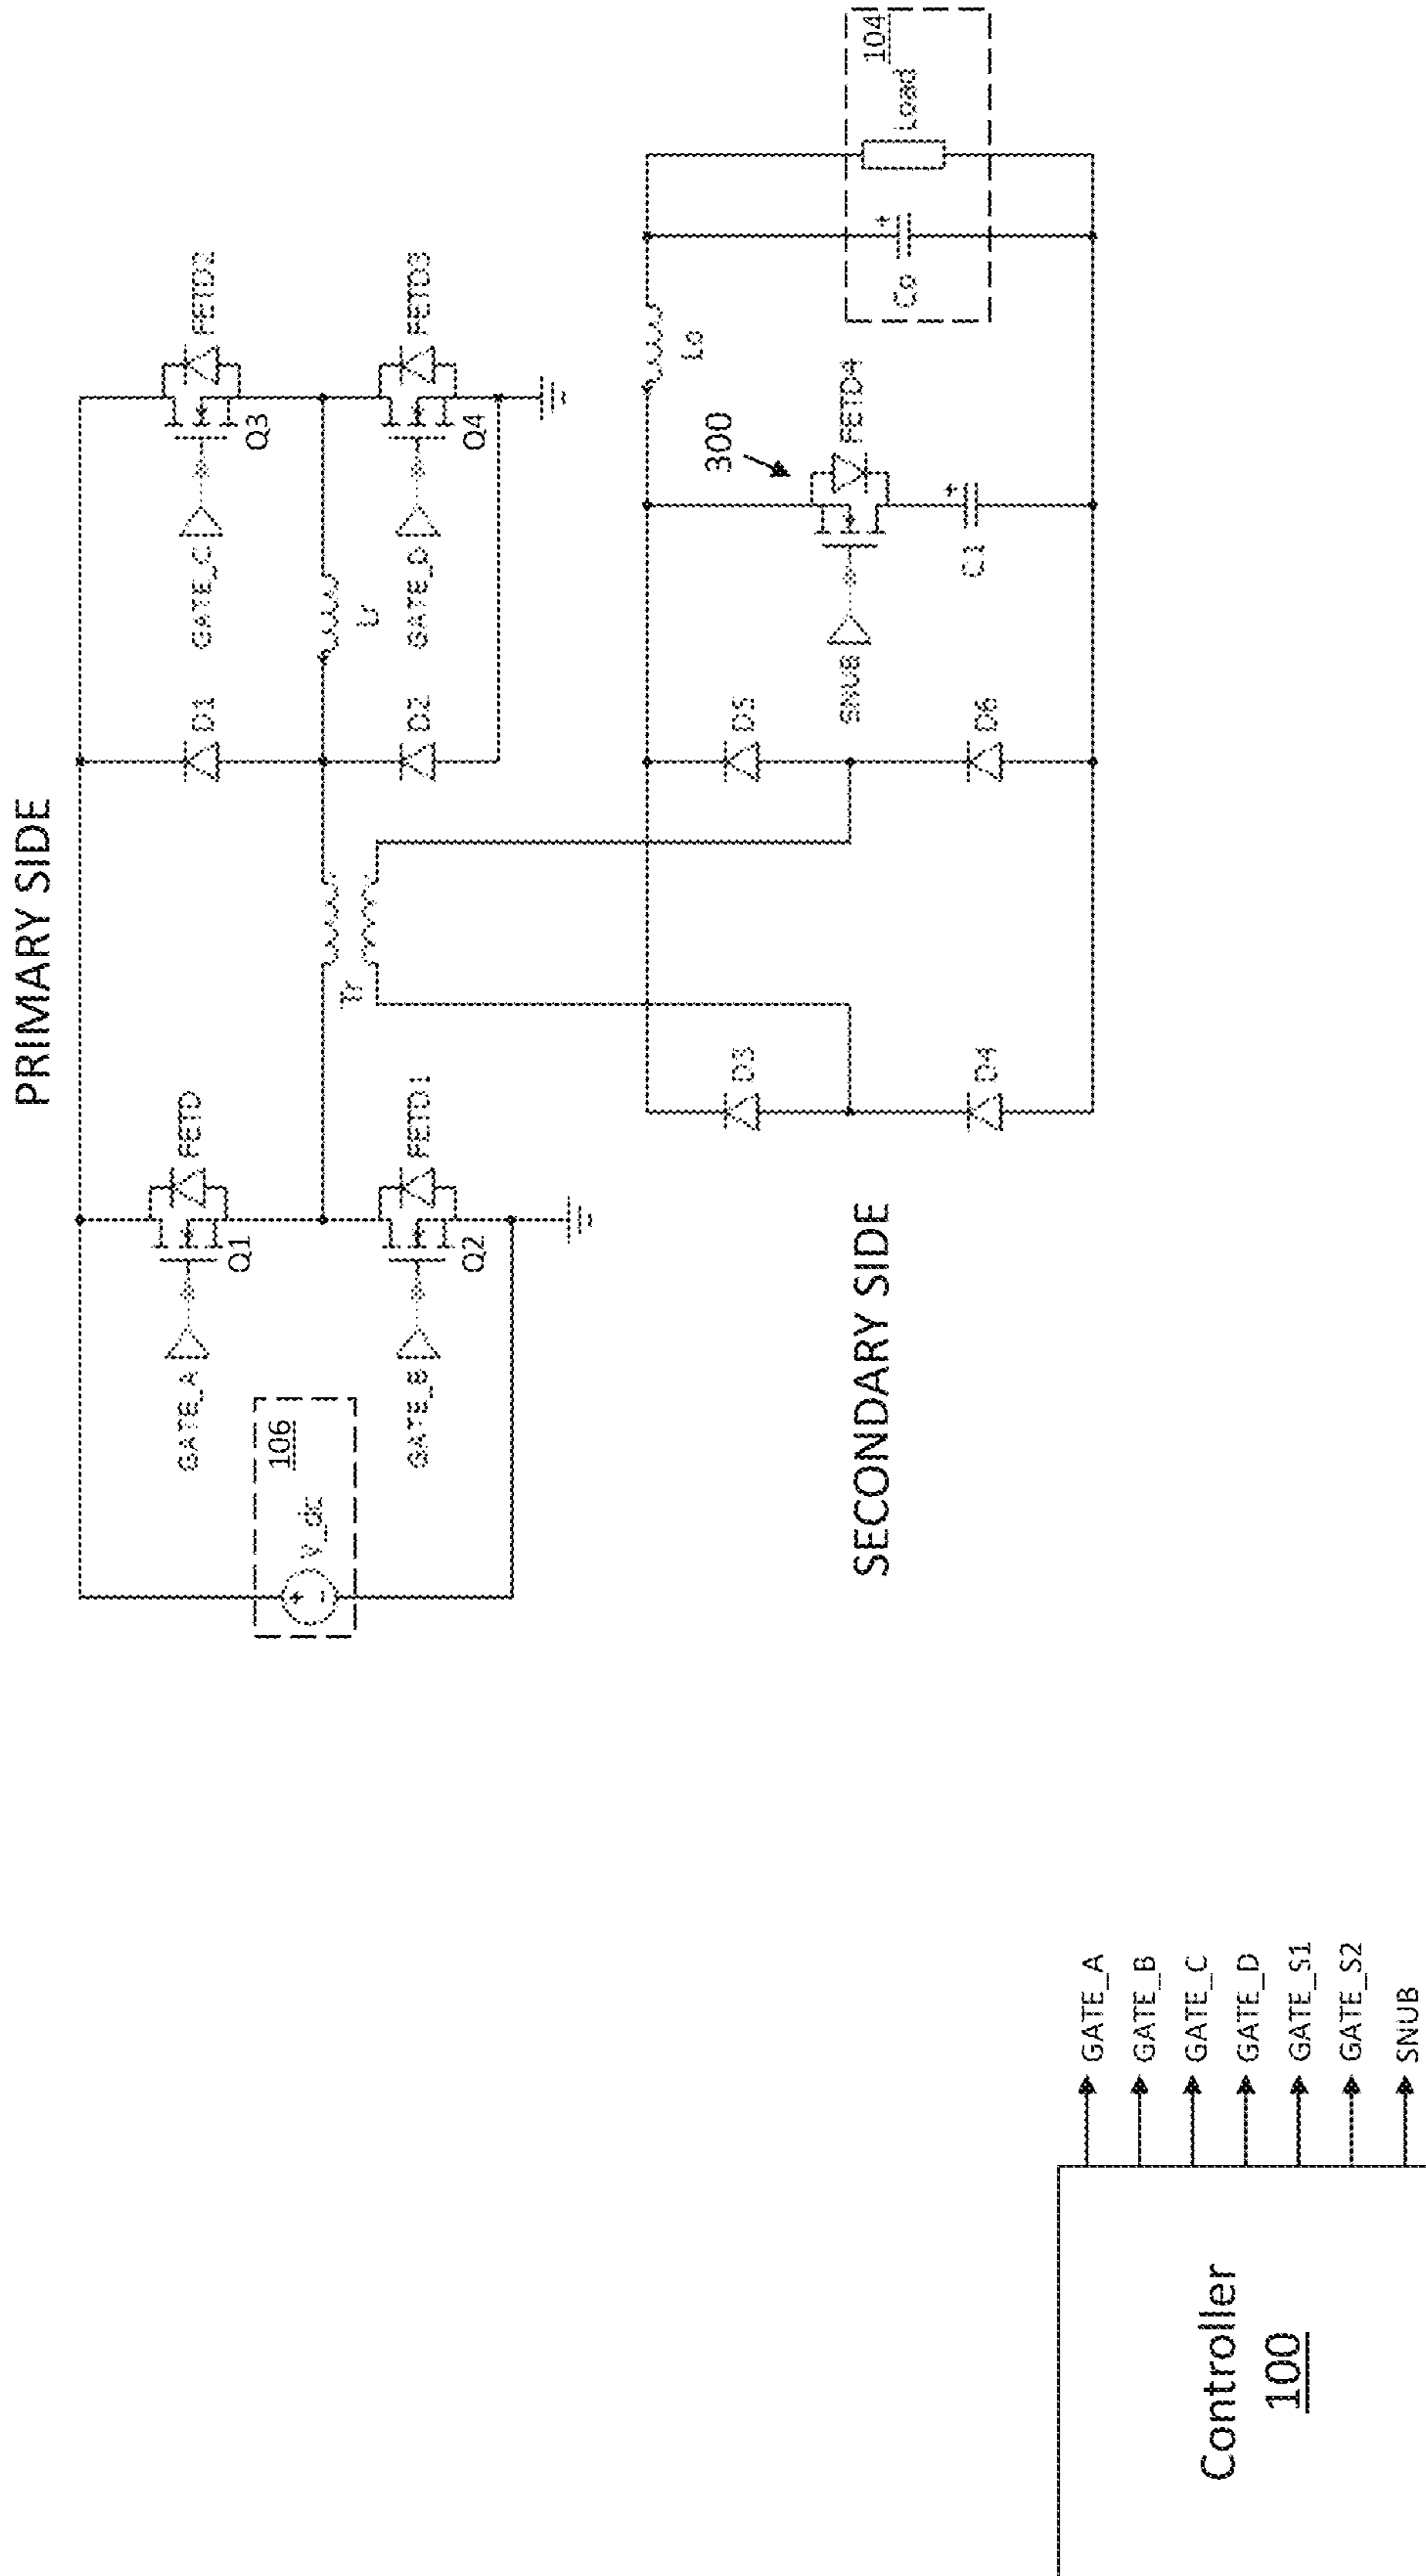 PRIMARY SIDE
GATE_A
Q1
FETD
GATE_B
Q2
FETD1
106
V_dc
Tr
D1
D2
Lr
GATE_C
Q3
FETD2
GATE_D
Q4
FETD3
SECONDARY SIDE
D3
D4
D5
D6
SNUB
300
FETD4
C1
Lo
Co
Load
104
Controller
100
GATE_A
GATE_B
GATE_C
GATE_D
GATE_S1
GATE_S2
SNUB